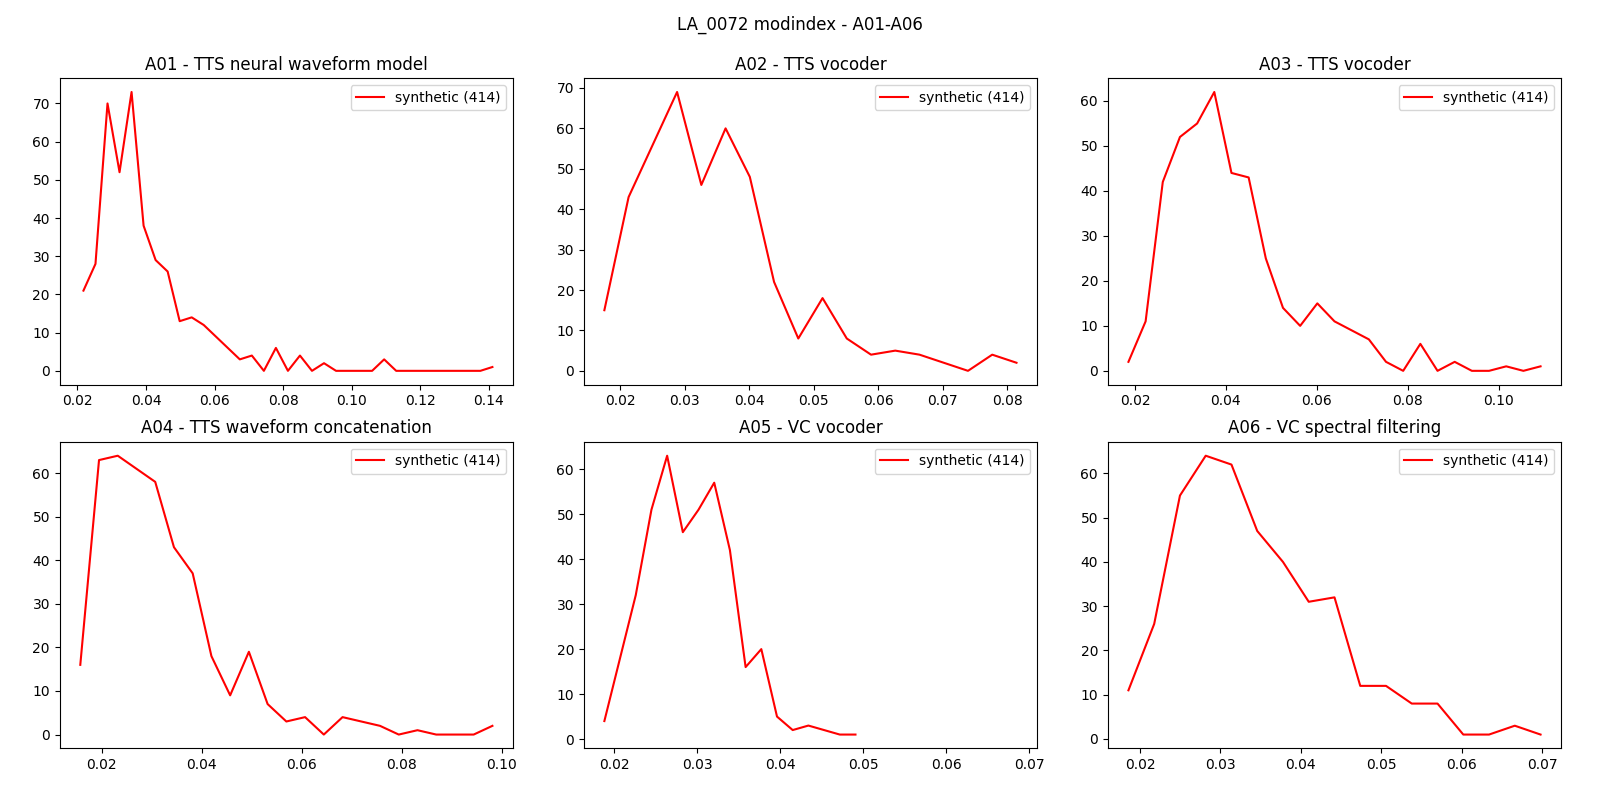 LA_0072 modindex - A01-A06
A01 - TTS neural waveform model
synthetic (414)
70
60
50
40
30
20
10
0
0.02 0.04 0.06 0.08 0.10 0.12 0.14
A02 - TTS vocoder
synthetic (414)
70
60
50
40
30
20
10
0
0.02 0.03 0.04 0.05 0.06 0.07 0.08
A03 - TTS vocoder
synthetic (414)
60
50
40
30
20
10
0
0.02 0.04 0.06 0.08 0.10
A04 - TTS waveform concatenation
synthetic (414)
60
50
40
30
20
10
0
0.02 0.04 0.06 0.08 0.10
A05 - VC vocoder
synthetic (414)
60
50
40
30
20
10
0
0.02 0.03 0.04 0.05 0.06 0.07
A06 - VC spectral filtering
synthetic (414)
60
50
40
30
20
10
0
0.02 0.03 0.04 0.05 0.06 0.07